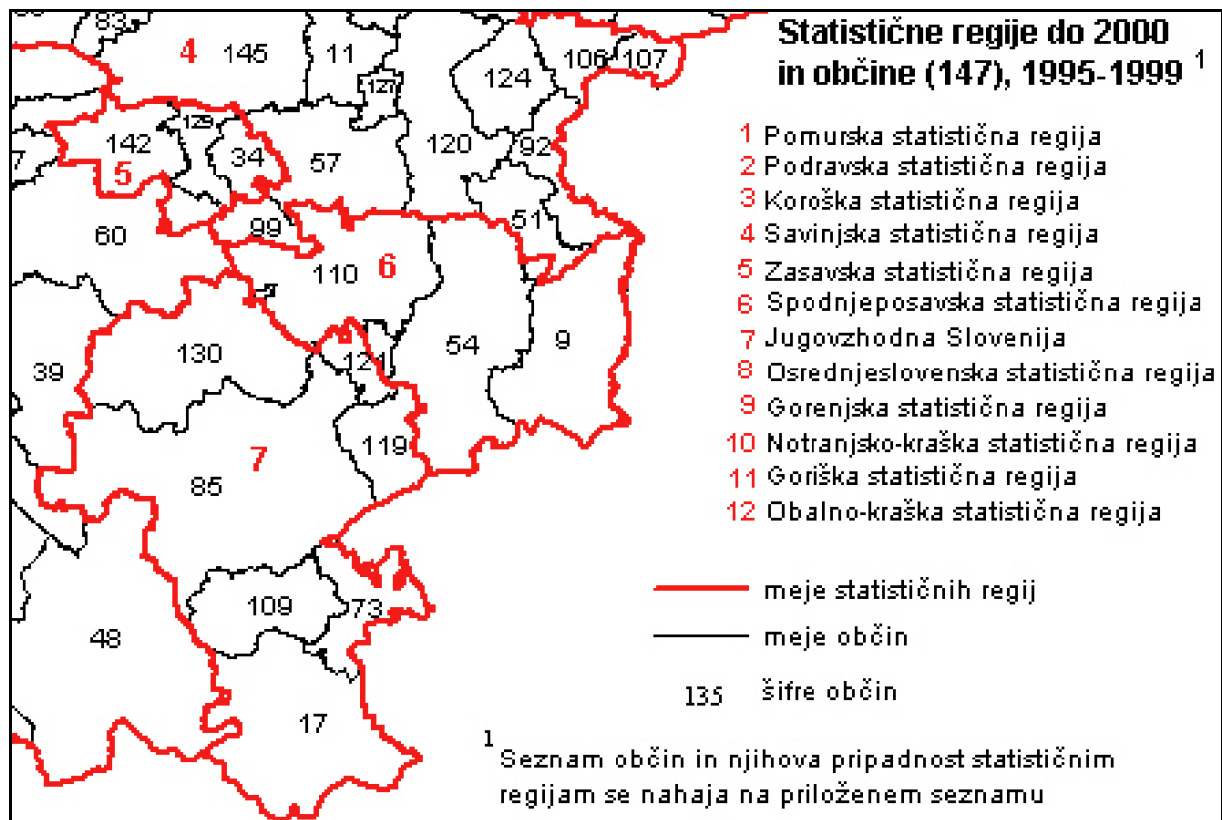 Statistične regije do 2000
in občine (147), 1995-1999 1
1 Pomurska statistična regija
2 Podravska statistična regija
3 Koroška statistična regija
4 Savinjska statistična regija
5 Zasavska statistična regija
6 Spodnjeposavska statistična regija
7 Jugovzhodna Slovenija
8 Osrednjeslovenska statistična regija
9 Gorenjska statistična regija
10 Notranjsko-kraška statistična regija
11 Goriška statistična regija
12 Obalno-kraška statistična regija
meje statističnih regij
meje občin
135 šifre občin
1 Seznam občin in njihova pripadnost statističnim
regijam se nahaja na priloženem seznamu
83
4
145
11
106
107
124
127
142
129
34
57
120
92
7
5
99
51
60
110
6
54
9
39
130
121
119
7
85
109
73
48
17